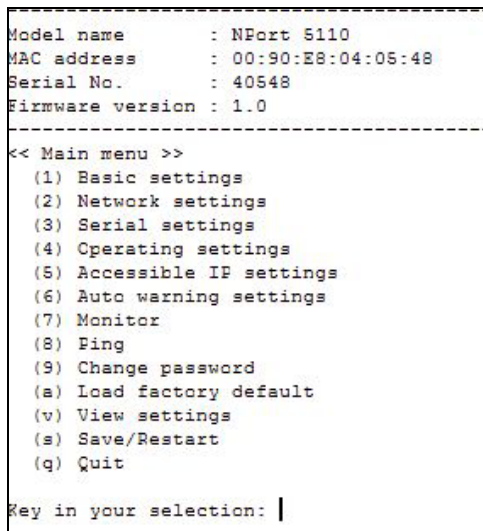 -----------------------------------------------
Model name       : NPort 5110
MAC address      : 00:90:E8:04:05:48
Serial No.       : 40548
Firmware version : 1.0
-----------------------------------------------
<< Main menu >>
  (1) Basic settings
  (2) Network settings
  (3) Serial settings
  (4) Operating settings
  (5) Accessible IP settings
  (6) Auto warning settings
  (7) Monitor
  (8) Ping
  (9) Change password
  (a) Load factory default
  (v) View settings
  (s) Save/Restart
  (q) Quit

Key in your selection: